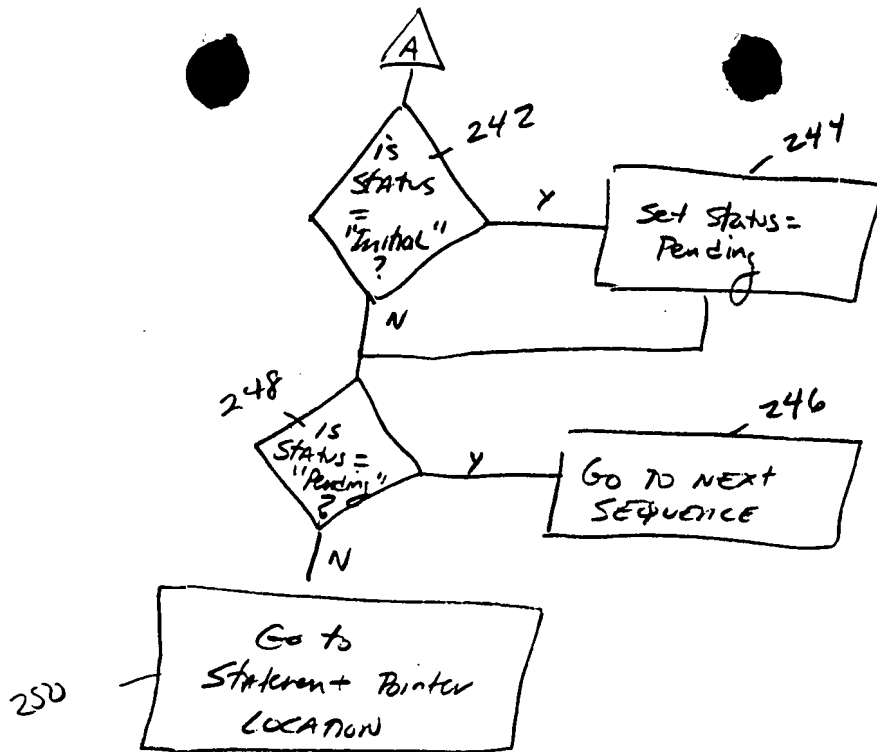 A
242
is
Status
=
"Initial"
?
Y
244
Set Status=
Pending
N
248
is
Status=
"Pending"
?
Y
246
GO TO NEXT
SEQUENCE
N
250
Go to
Statement Pointer
LOCATION